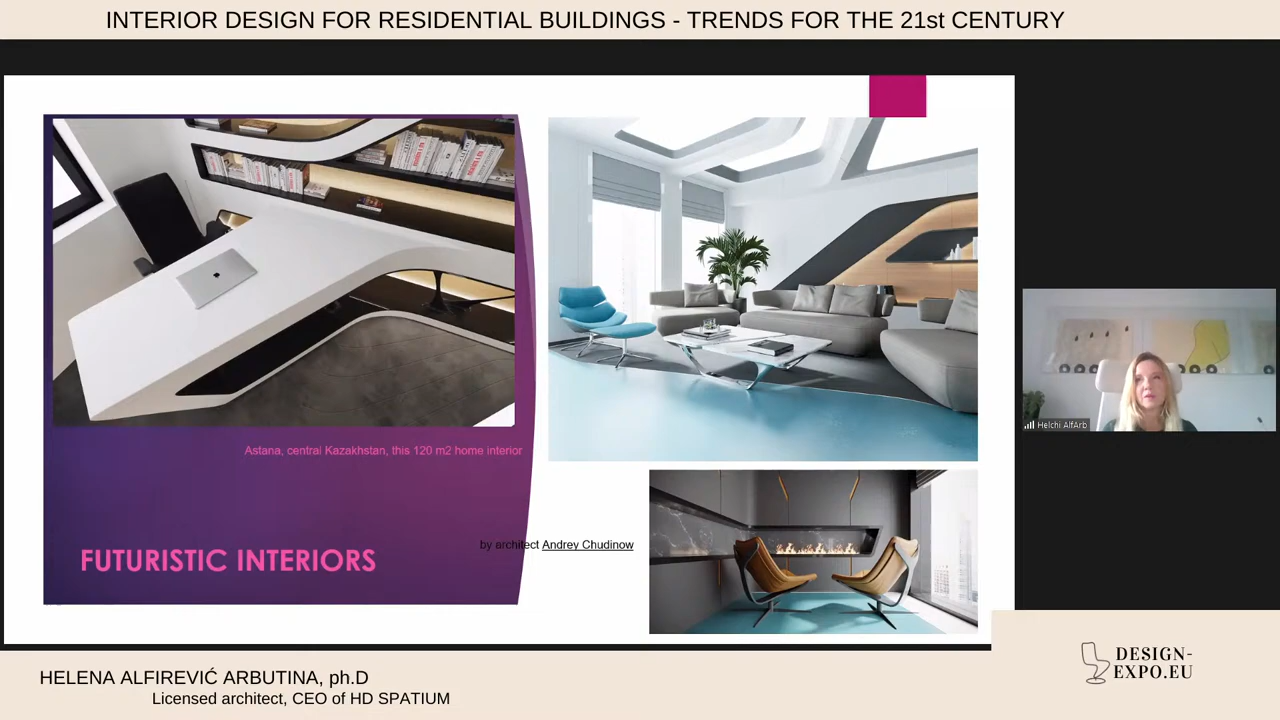 INTERIOR DESIGN FOR RESIDENTIAL BUILDINGS - TRENDS FOR THE 21st CENTURY
Astana, central Kazakhstan, this 120 m2 home interior
by architect Andrey Chudinow
FUTURISTIC INTERIORS
Helchi AlfArb
HELENA ALFIREVIĆ ARBUTINA, ph.D
Licensed architect, CEO of HD SPATIUM
DESIGN-
EXPO.EU